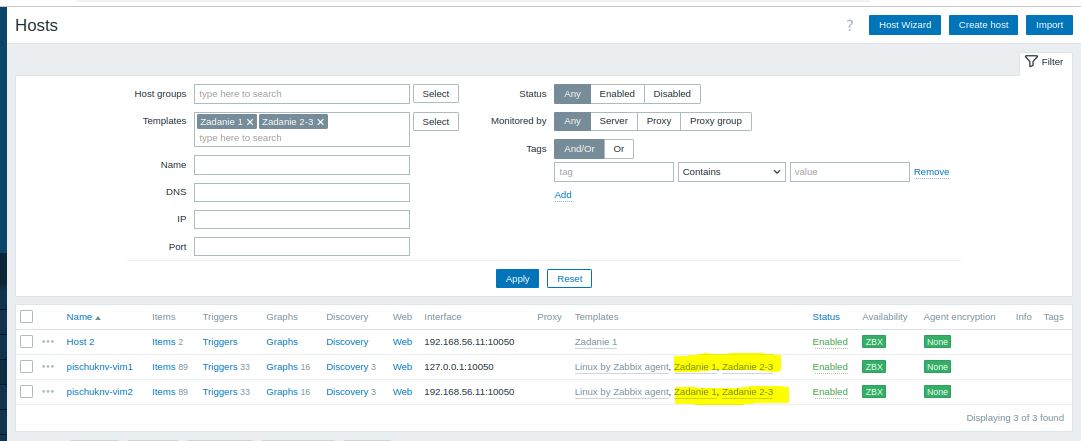 Hosts
? Host Wizard Create host Import
Filter
Host groups type here to search Select
Templates Zadanie 1 × Zadanie 2-3 × Select
type here to search
Name
DNS
IP
Port
Status Any Enabled Disabled
Monitored by Any Server Proxy Proxy group
Tags And/Or Or
tag Contains value Remove
Add
Apply Reset
Name Items Triggers Graphs Discovery Web Interface Proxy Templates Status Availability Agent encryption Info Tags
Host 2 Items 2 Triggers Graphs Discovery Web 192.168.56.11:10050 Zadanie 1 Enabled ZBX None
pischuknv-vim1 Items 89 Triggers 33 Graphs 16 Discovery 3 Web 127.0.0.1:10050 Linux by Zabbix agent, Zadanie 1, Zadanie 2-3 Enabled ZBX None
pischuknv-vim2 Items 89 Triggers 33 Graphs 16 Discovery 3 Web 192.168.56.11:10050 Linux by Zabbix agent, Zadanie 1, Zadanie 2-3 Enabled ZBX None
Displaying 3 of 3 found